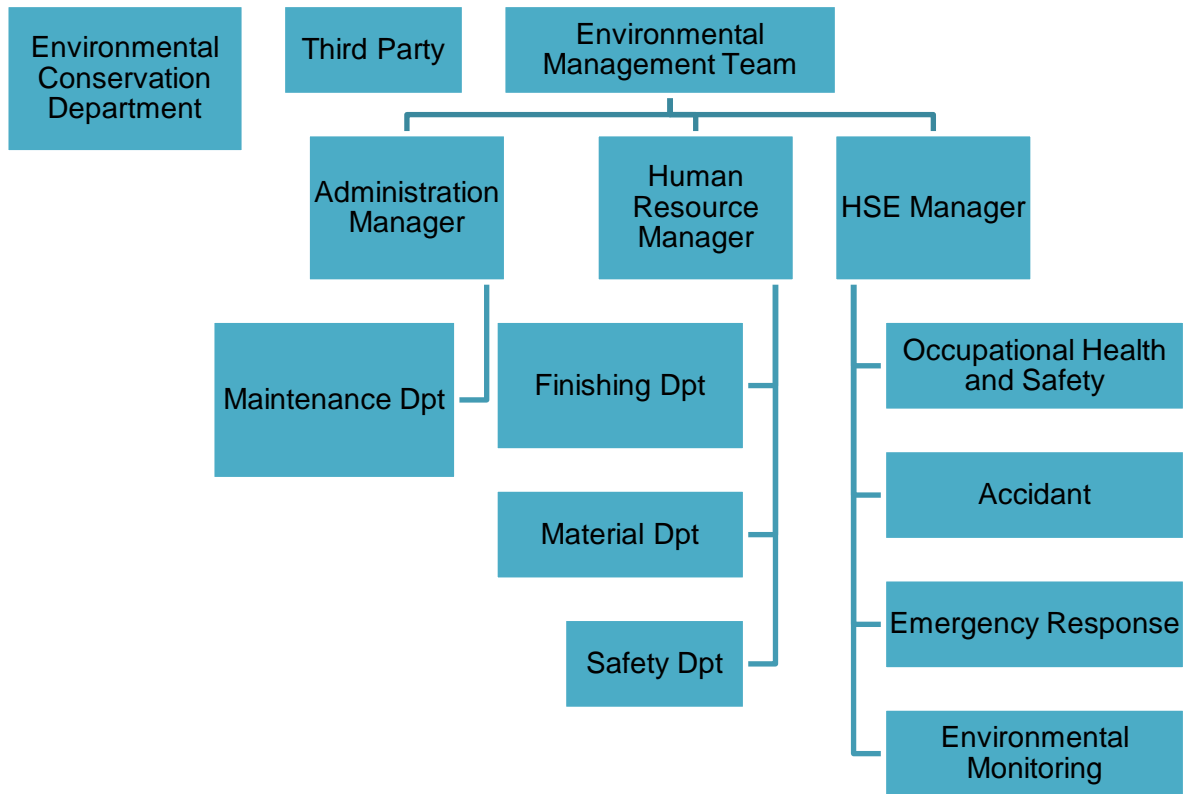 Environmental
Conservation
Department
Third Party
Environmental
Management Team
Administration
Manager
Human
Resource
Manager
HSE Manager
Maintenance Dpt
Finishing Dpt
Material Dpt
Safety Dpt
Occupational Health
and Safety
Accidant
Emergency Response
Environmental
Monitoring